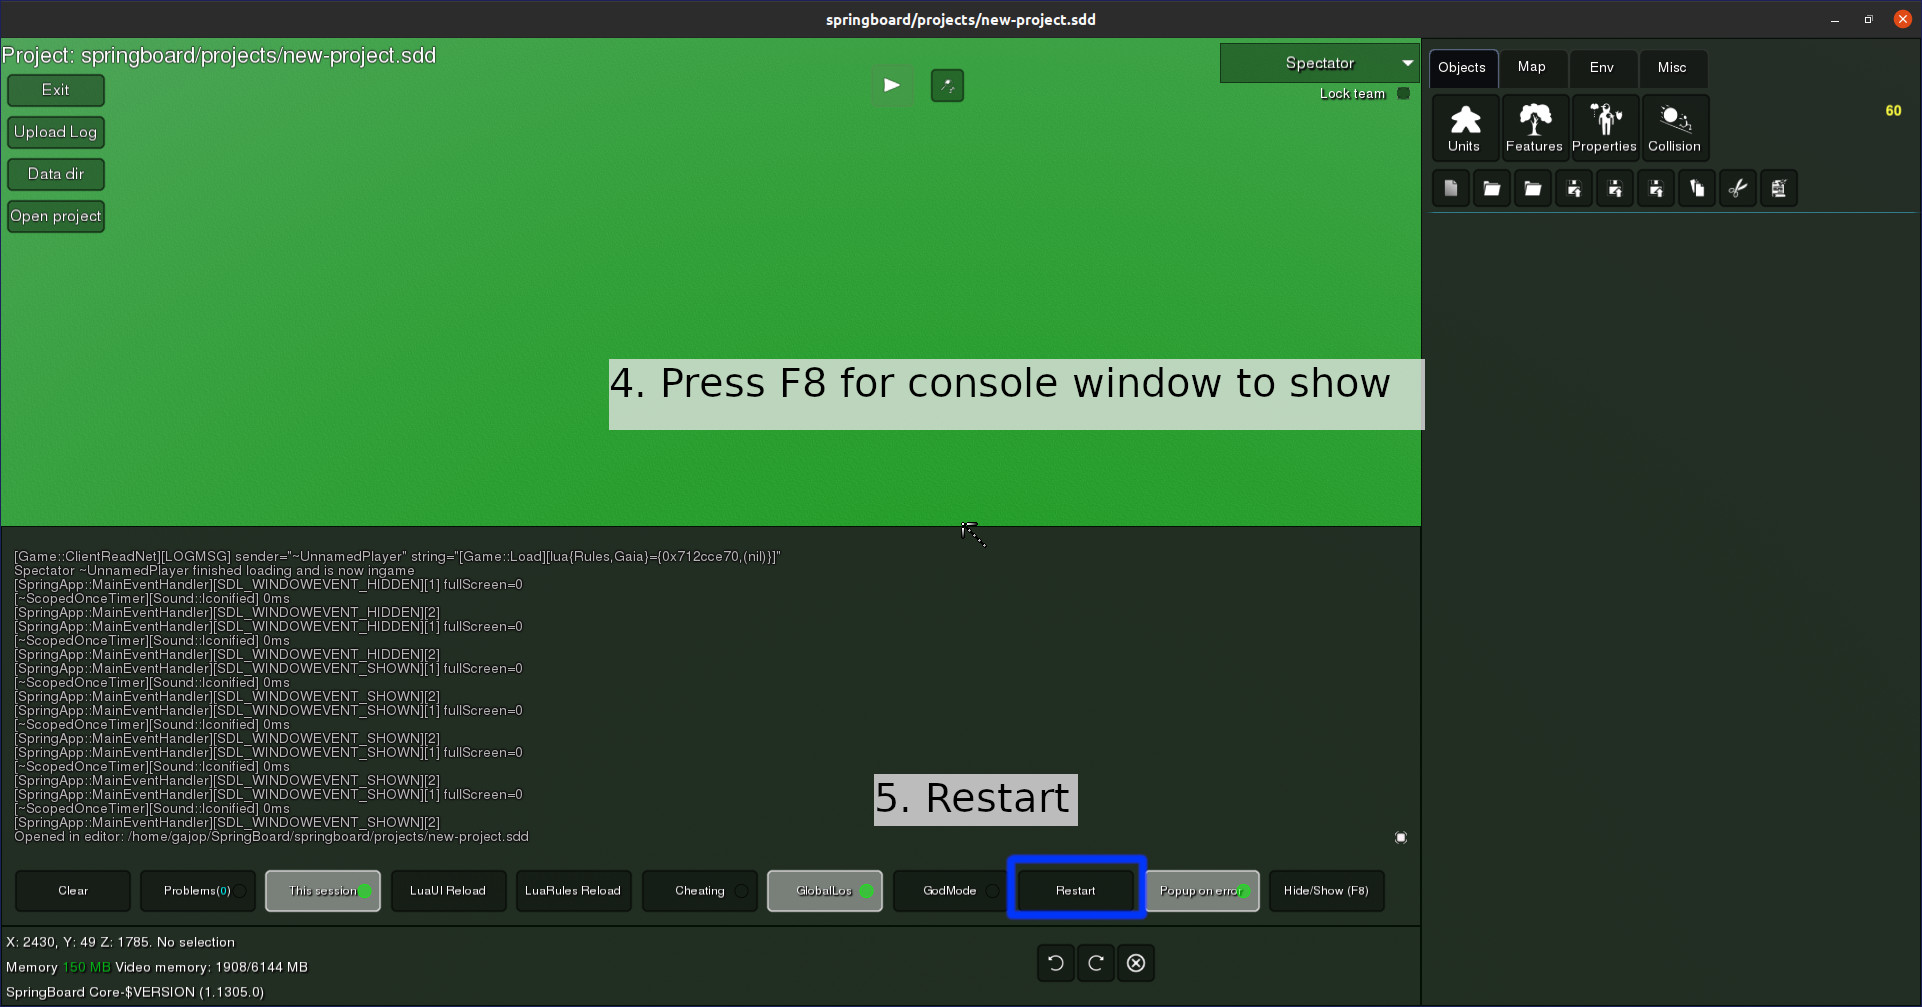 springboard/projects/new-project.sdd
Project: springboard/projects/new-project.sdd
Exit
Upload Log
Data dir
Open project
Spectator
Lock team
Objects Map Env Misc
60
Units Features Properties Collision
4. Press F8 for console window to show
[Game::ClientReadNet][LOGMSG] sender="~UnnamedPlayer" string="[Game::Load][lua{Rules,Gaia}={0x712cce70,(nil)}]"
Spectator ~UnnamedPlayer finished loading and is now ingame
[SpringApp::MainEventHandler][SDL_WINDOWEVENT_HIDDEN][1] fullScreen=0
[~ScopedOnceTimer][Sound::Iconified] 0ms
[SpringApp::MainEventHandler][SDL_WINDOWEVENT_HIDDEN][2]
[SpringApp::MainEventHandler][SDL_WINDOWEVENT_HIDDEN][1] fullScreen=0
[~ScopedOnceTimer][Sound::Iconified] 0ms
[SpringApp::MainEventHandler][SDL_WINDOWEVENT_HIDDEN][2]
[SpringApp::MainEventHandler][SDL_WINDOWEVENT_SHOWN][1] fullScreen=0
[~ScopedOnceTimer][Sound::Iconified] 0ms
[SpringApp::MainEventHandler][SDL_WINDOWEVENT_SHOWN][2]
[SpringApp::MainEventHandler][SDL_WINDOWEVENT_SHOWN][1] fullScreen=0
[~ScopedOnceTimer][Sound::Iconified] 0ms
[SpringApp::MainEventHandler][SDL_WINDOWEVENT_SHOWN][2]
[SpringApp::MainEventHandler][SDL_WINDOWEVENT_SHOWN][1] fullScreen=0
[~ScopedOnceTimer][Sound::Iconified] 0ms
[SpringApp::MainEventHandler][SDL_WINDOWEVENT_SHOWN][2]
[SpringApp::MainEventHandler][SDL_WINDOWEVENT_SHOWN][1] fullScreen=0
[~ScopedOnceTimer][Sound::Iconified] 0ms
[SpringApp::MainEventHandler][SDL_WINDOWEVENT_SHOWN][2]
Opened in editor: /home/gajop/SpringBoard/springboard/projects/new-project.sdd
5. Restart
Clear Problems(0) This session LuaUI Reload LuaRules Reload Cheating GlobalLos GodMode Restart Popup on error Hide/Show (F8)
X: 2430, Y: 49 Z: 1785. No selection
Memory 150 MB Video memory: 1908/6144 MB
SpringBoard Core-$VERSION (1.1305.0)